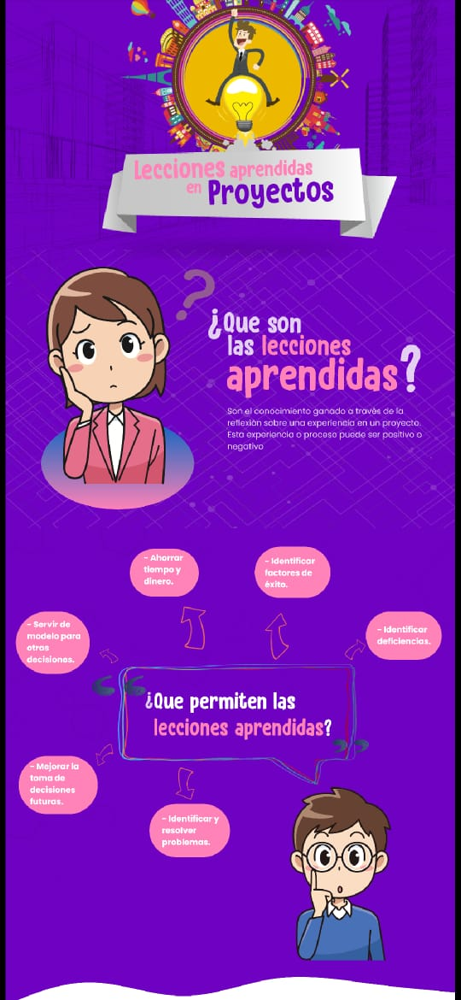 Lecciones aprendidas
en Proyectos
?
¿Que son
las lecciones
aprendidas?
Son el conocimiento ganado a través de la
reflexión sobre una experiencia en un proyecto.
Esta experiencia o proceso puede ser positivo o
negativo
- Ahorrar
tiempo y
dinero.
- Identificar
factores de
éxito.
- Servir de
modelo para
otras
decisiones.
- Identificar
deficiencias.
¿Que permiten las
lecciones aprendidas?
- Mejorar la
toma de
decisiones
futuras.
- Identificar y
resolver
problemas.